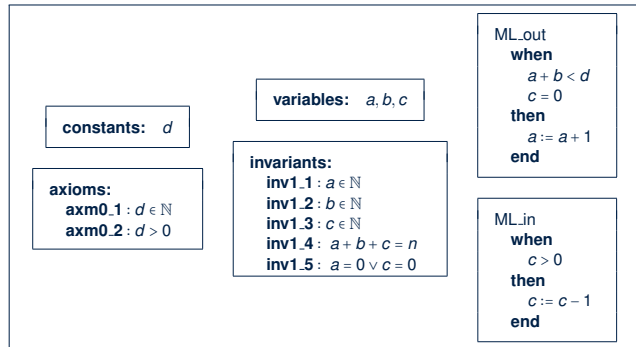 constants: d
axioms:
axm0_1 : d ∈ ℕ
axm0_2 : d > 0
variables: a, b, c
invariants:
inv1_1 : a ∈ ℕ
inv1_2 : b ∈ ℕ
inv1_3 : c ∈ ℕ
inv1_4 : a + b + c = n
inv1_5 : a = 0 ∨ c = 0
ML_out
when
a + b < d
c = 0
then
a := a + 1
end
ML_in
when
c > 0
then
c := c − 1
end